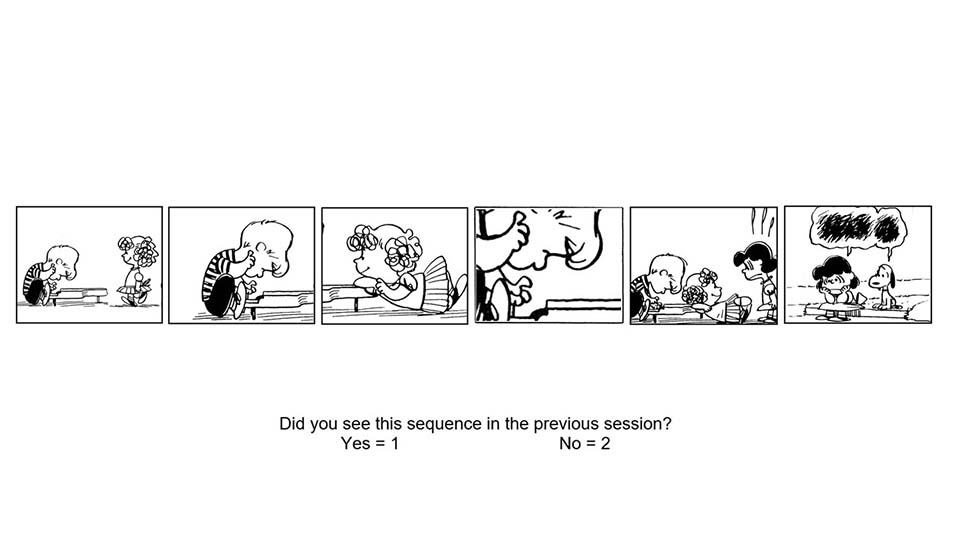 Did you see this sequence in the previous session?
Yes = 1 No = 2